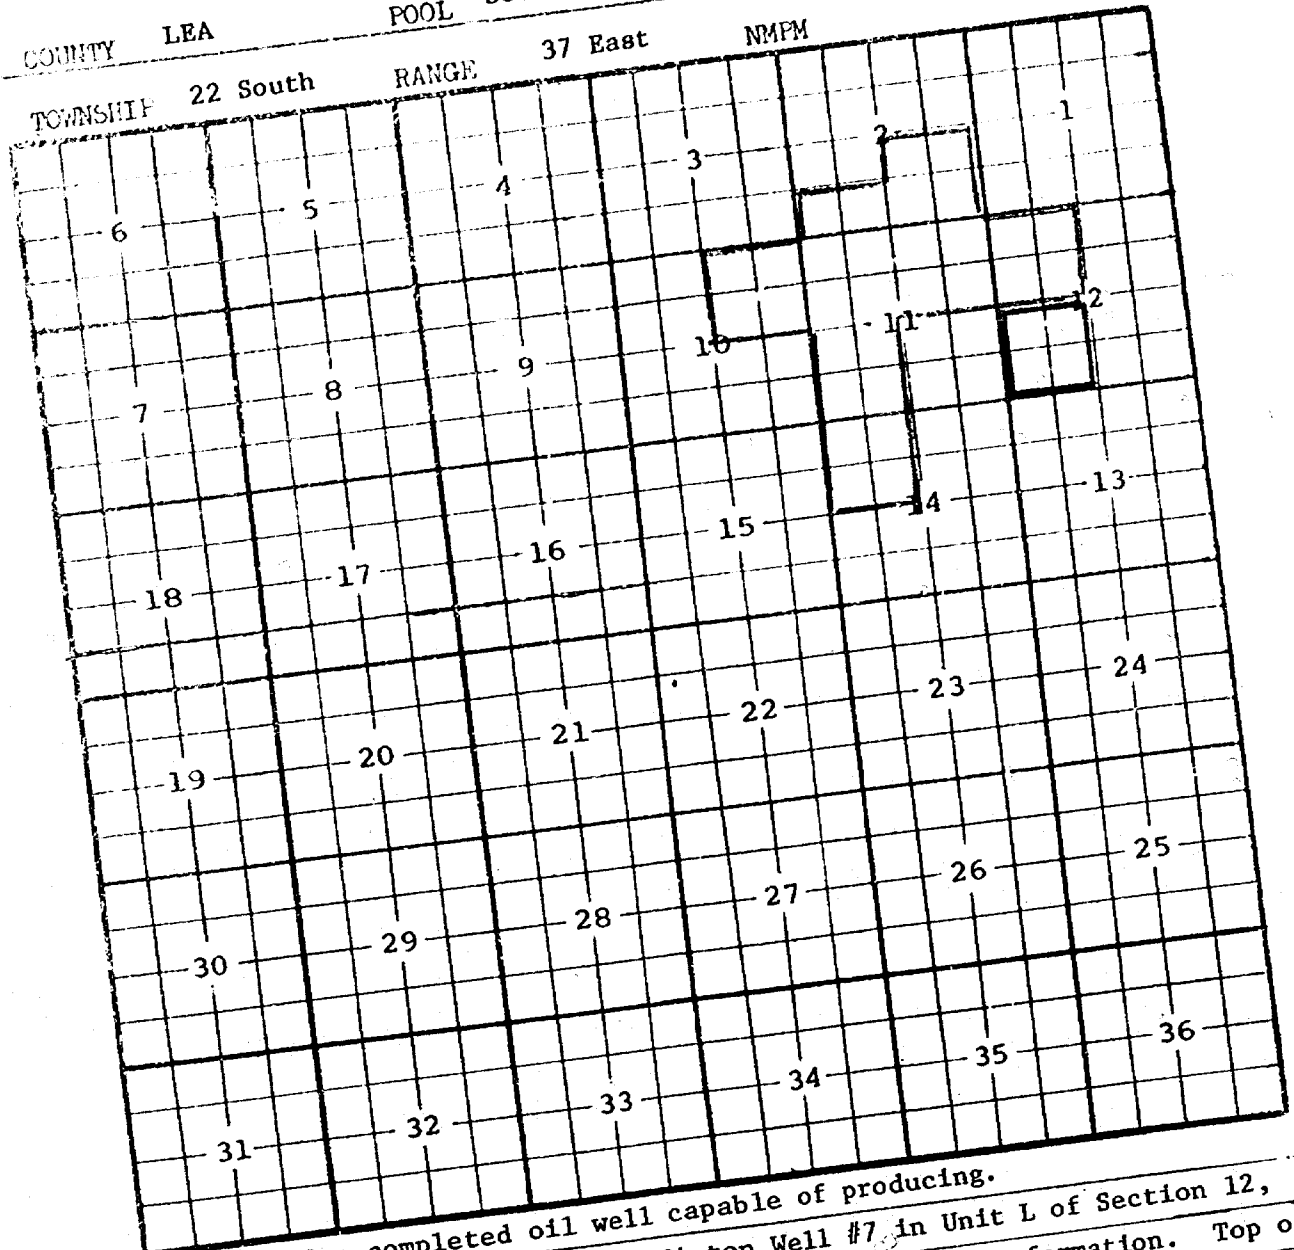 COUNTY LEA POOL
TOWNSHIP 22 South RANGE 37 East NMPM
6 5 4 3 2 1
7 8 9 10 11 12
18 17 16 15 14 13
19 20 21 22 23 24
30 29 28 27 26 25
31 32 33 34 35 36
completed oil well capable of producing.
Well #7 in Unit L of Section 12,
Top